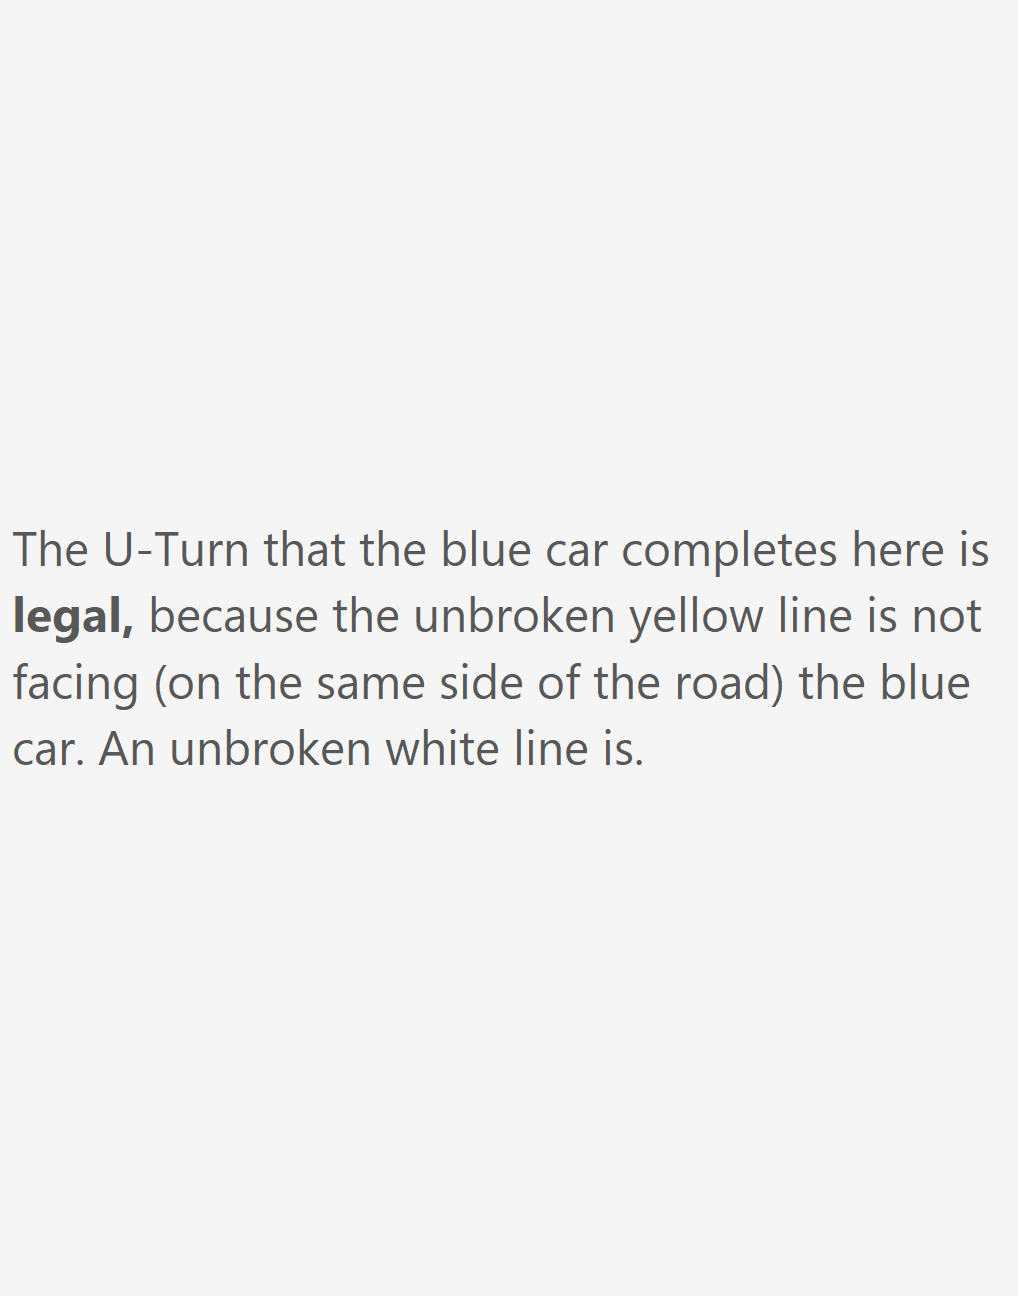 The U-Turn that the blue car completes here is
legal, because the unbroken yellow line is not
facing (on the same side of the road) the blue
car. An unbroken white line is.